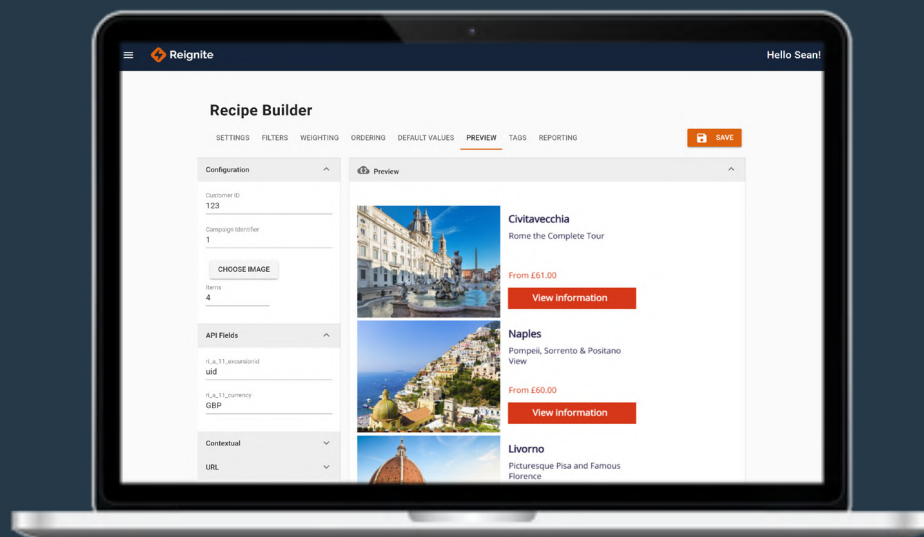 Reignite
Hello Sean!
Recipe Builder
SETTINGS FILTERS WEIGHTING ORDERING DEFAULT VALUES PREVIEW TAGS REPORTING
SAVE
Configuration
Customer ID
123
Campaign Identifier
1
CHOOSE IMAGE
Items
4
API Fields
ri_a_11_excursionid
uid
ri_a_11_currency
GBP
Contextual
URL
Preview
Civitavecchia
Rome the Complete Tour
From £61.00
View information
Naples
Pompeii, Sorrento & Positano
View
From £60.00
View information
Livorno
Picturesque Pisa and Famous
Florence